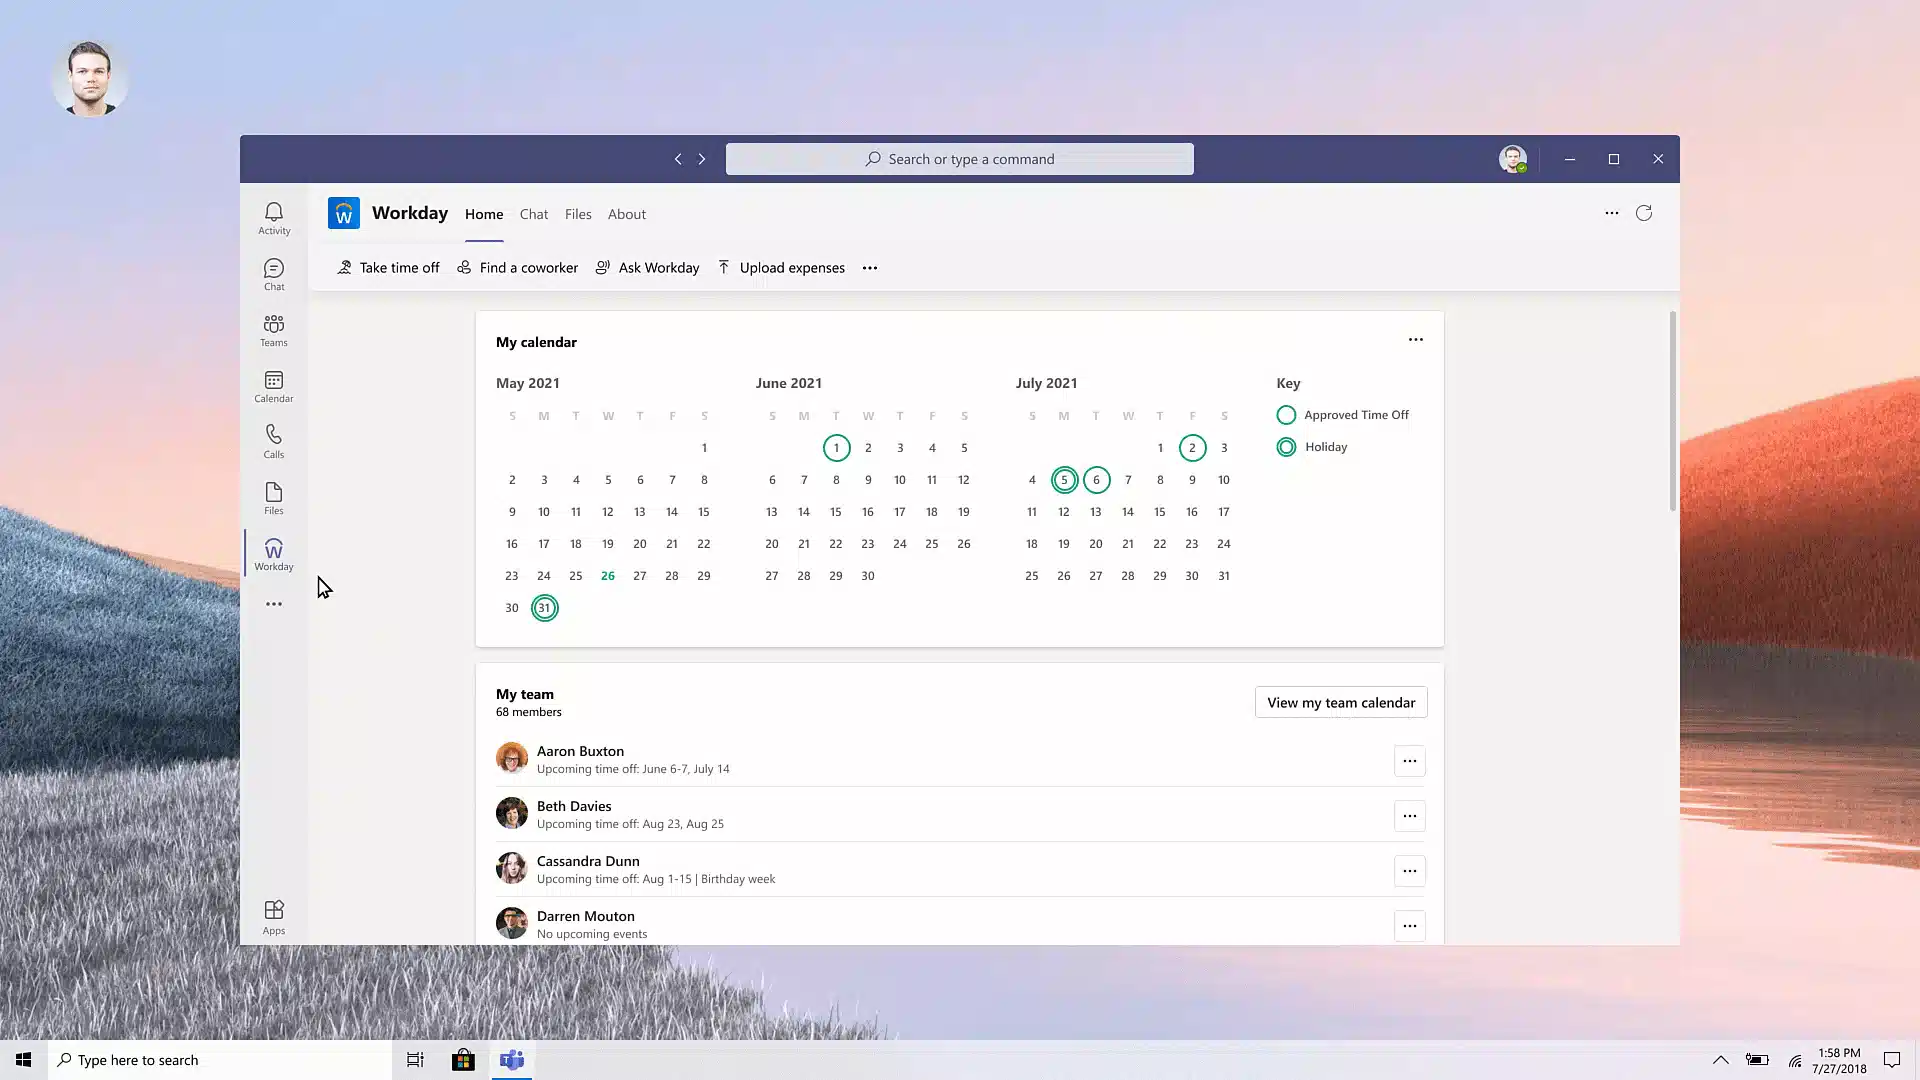 Search or type a command
Workday Home Chat Files About
Take time off Find a coworker Ask Workday Upload expenses
Activity
Chat
Teams
Calendar
Calls
Files
Workday
Apps
My calendar
May 2021
S M T W T F S
1
2 3 4 5 6 7 8
9 10 11 12 13 14 15
16 17 18 19 20 21 22
23 24 25 26 27 28 29
30 31
June 2021
S M T W T F S
1 2 3 4 5
6 7 8 9 10 11 12
13 14 15 16 17 18 19
20 21 22 23 24 25 26
27 28 29 30
July 2021
S M T W T F S
1 2 3
4 5 6 7 8 9 10
11 12 13 14 15 16 17
18 19 20 21 22 23 24
25 26 27 28 29 30 31
Key
Approved Time Off
Holiday
My team
68 members
View my team calendar
Aaron Buxton
Upcoming time off: June 6-7, July 14
Beth Davies
Upcoming time off: Aug 23, Aug 25
Cassandra Dunn
Upcoming time off: Aug 1-15 | Birthday week
Darren Mouton
No upcoming events
Type here to search
1:58 PM
7/27/2018